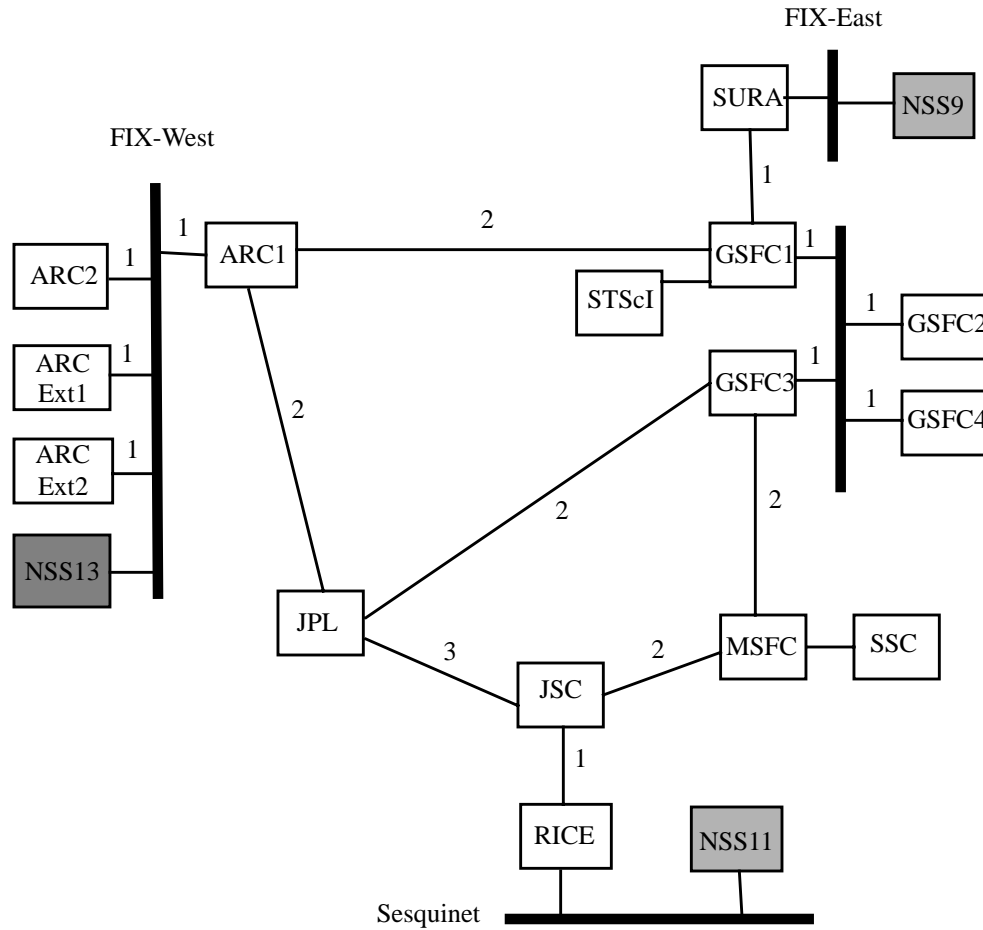 FIX-East
SURA
NSS9
FIX-West
1
1
2
1
ARC2
1
ARC1
GSFC1
STScI
1
GSFC2
1
ARC
Ext1
1
GSFC3
2
1
GSFC4
1
ARC
Ext2
2
2
NSS13
JPL
3
2
MSFC
SSC
JSC
1
RICE
NSS11
Sesquinet